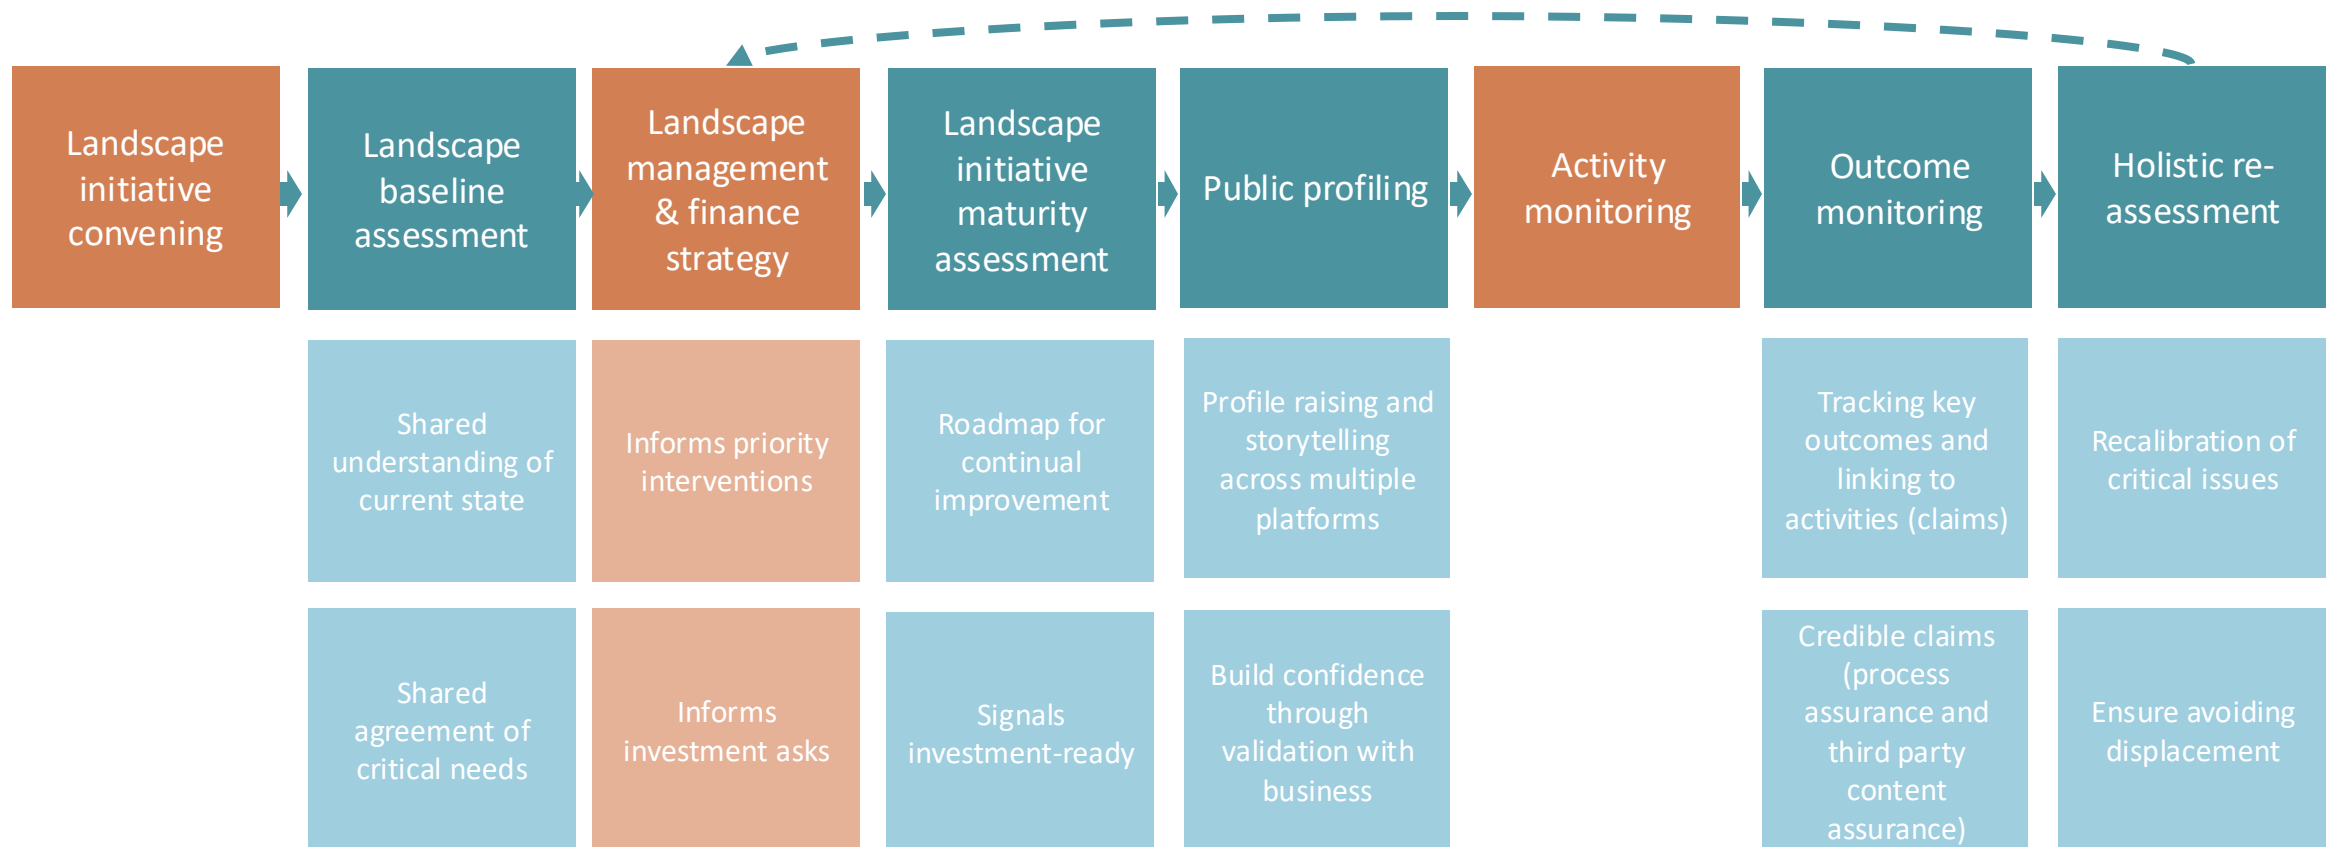 Landscape
initiative
convening
Landscape
baseline
assessment
Landscape
management
& finance
strategy
Landscape
initiative
maturity
assessment
Public profiling
Activity
monitoring
Outcome
monitoring
Holistic re-
assessment
Shared
understanding of
current state
Informs priority
interventions
Roadmap for
continual
improvement
Profile raising and
storytelling
across multiple
platforms
Tracking key
outcomes and
linking to
activities (claims)
Recalibration of
critical issues
Shared
agreement of
critical needs
Informs
investment asks
Signals
investment-ready
Build confidence
through
validation with
business
Credible claims
(process
assurance and
third party
content
assurance)
Ensure avoiding
displacement